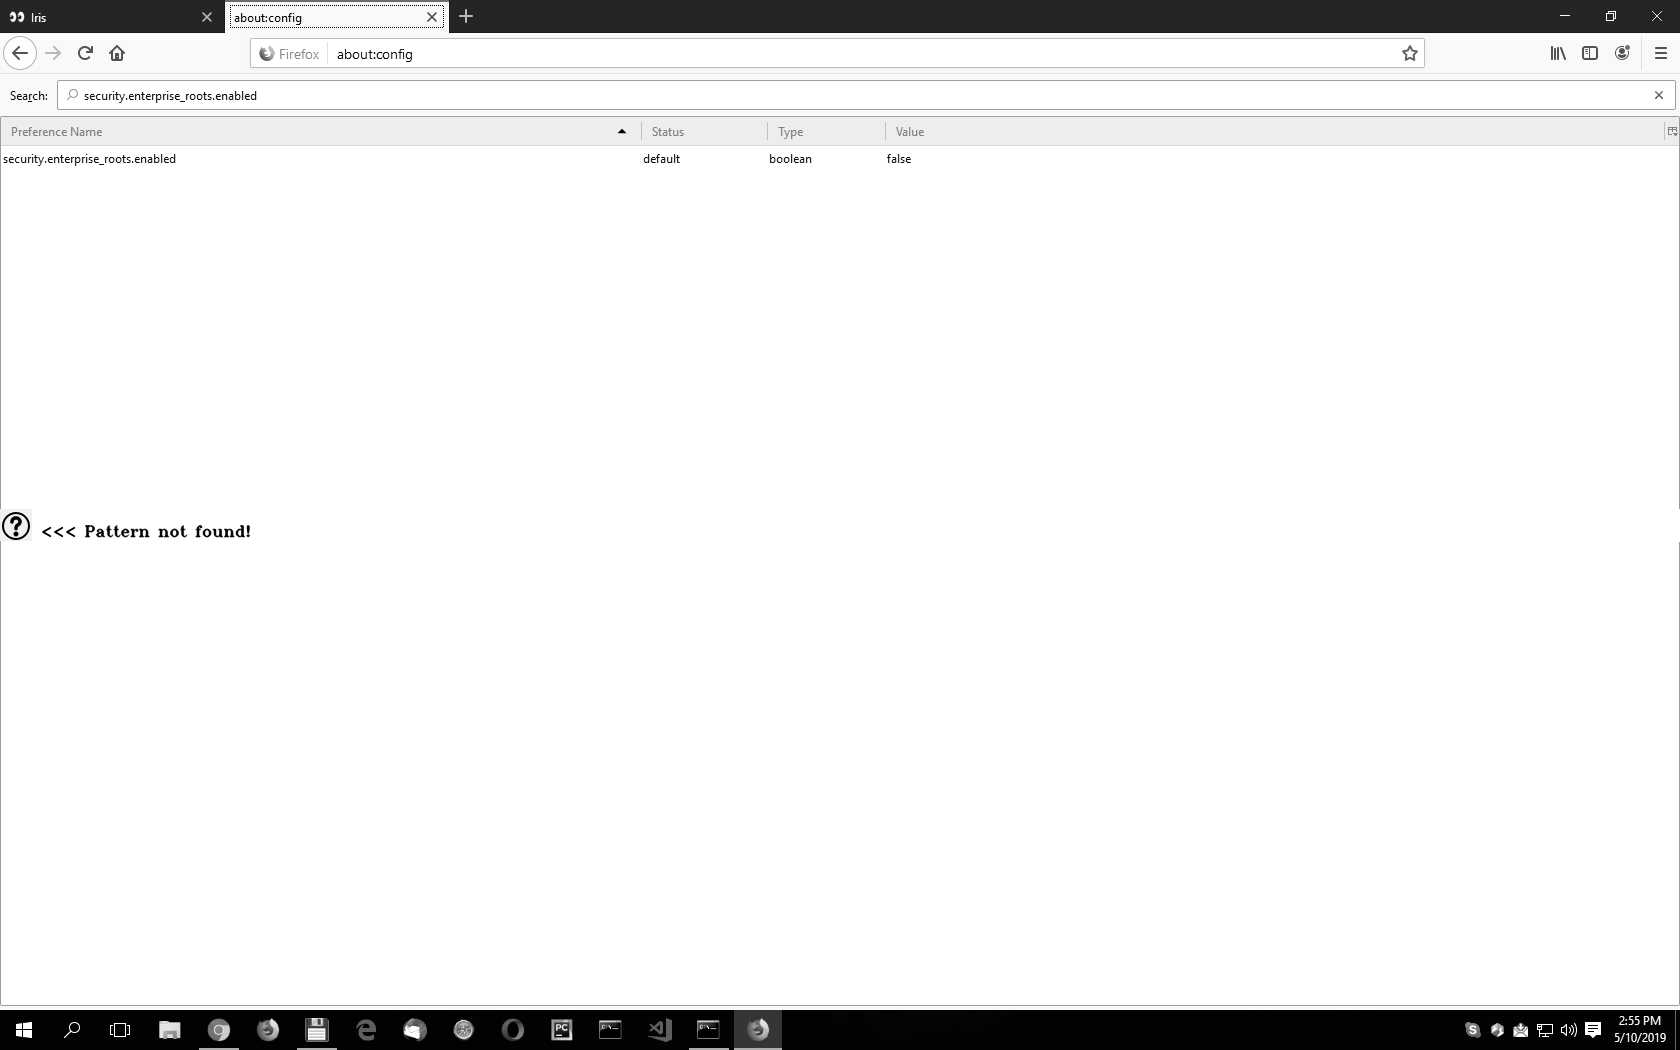 Iris
about:config
Firefox about:config
Search: security.enterprise_roots.enabled
Preference Name Status Type Value
security.enterprise_roots.enabled default boolean false
? <<< Pattern not found!
PC
2:55 PM
5/10/2019